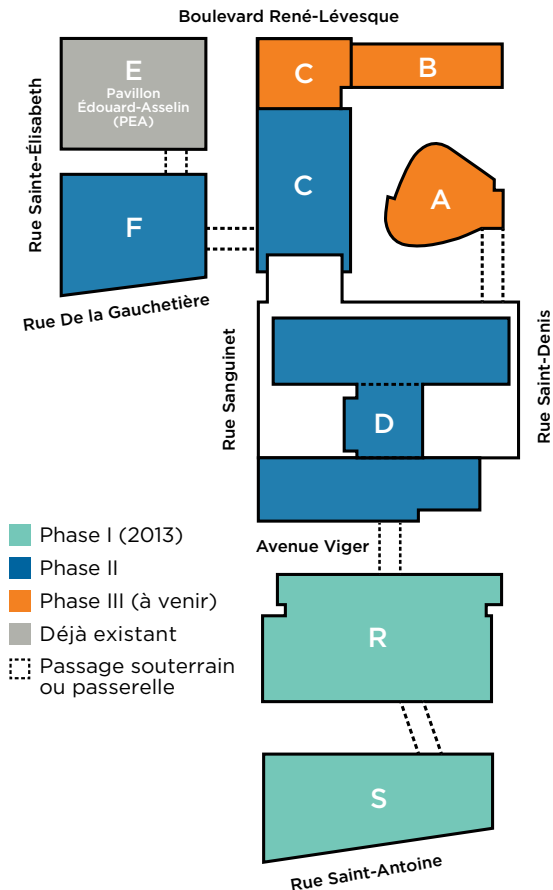 Boulevard René-Lévesque
E
Pavillon
Édouard-Asselin
(PEA)
C
B
Rue Sainte-Élisabeth
F
C
A
Rue De la Gauchetière
Rue Sanguinet
D
Rue Saint-Denis
Phase I (2013)
Phase II
Phase III (à venir)
Déjà existant
Passage souterrain
ou passerelle
Avenue Viger
R
S
Rue Saint-Antoine